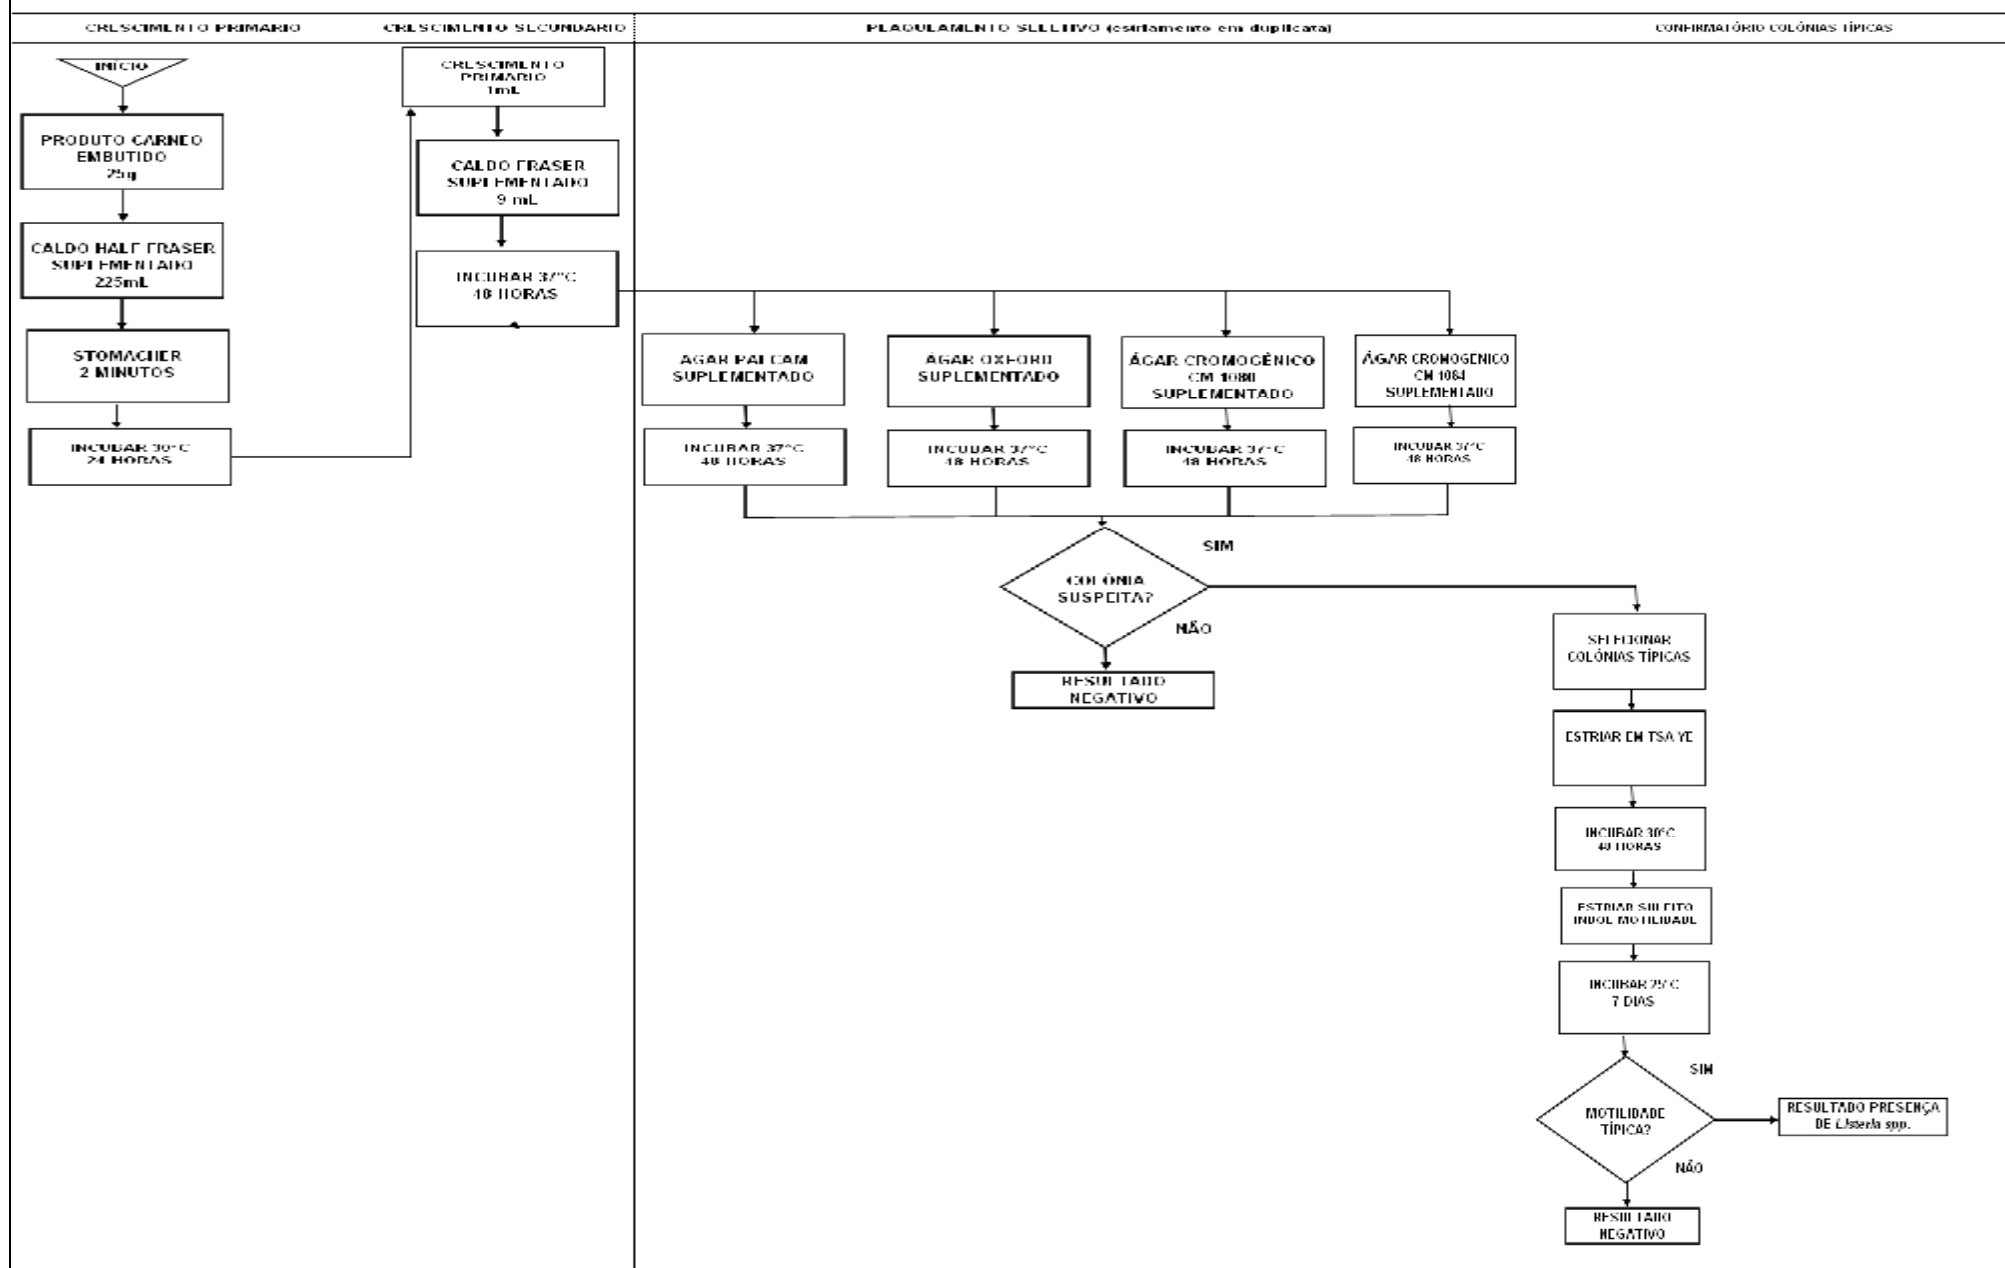 CRESCIMENTO PRIMARIO
CRESCIMENTO SECUNDARIO
PLAQUEAMENTO SELETIVO (estriamento em duplicata)
CONFIRMATÓRIO COLÔNIAS TÍPICAS
INÍCIO
PRODUTO CARNEO
EMBUTIDO
25g
CALDO HALF FRASER
SUPLEMENTADO
225mL
STOMACHER
2 MINUTOS
INCUBAR 30°C
24 HORAS
CRESCIMENTO
PRIMARIO
1mL
CALDO FRASER
SUPLEMENTADO
9 mL
INCUBAR 37°C
48 HORAS
ÁGAR PALCAM
SUPLEMENTADO
INCUBAR 37°C
48 HORAS
ÁGAR OXFORD
SUPLEMENTADO
INCUBAR 37°C
48 HORAS
ÁGAR CROMOGÊNICO
CM 1080
SUPLEMENTADO
INCUBAR 37°C
48 HORAS
ÁGAR CROMOGENICO
CM 1084
SUPLEMENTADO
INCUBAR 37°C
48 HORAS
COLÔNIA
SUSPEITA?
SIM
NÃO
RESULTADO
NEGATIVO
SELECIONAR
COLÔNIAS TÍPICAS
ESTRIAR EM TSA YE
INCUBAR 30°C
48 HORAS
ESTRIAR SULFITO
INDOL MOTILIDADE
INCUBAR 25°C
7 DIAS
MOTILIDADE
TÍPICA?
SIM
RESULTADO PRESENÇA
DE Listeria spp.
NÃO
RESULTADO
NEGATIVO